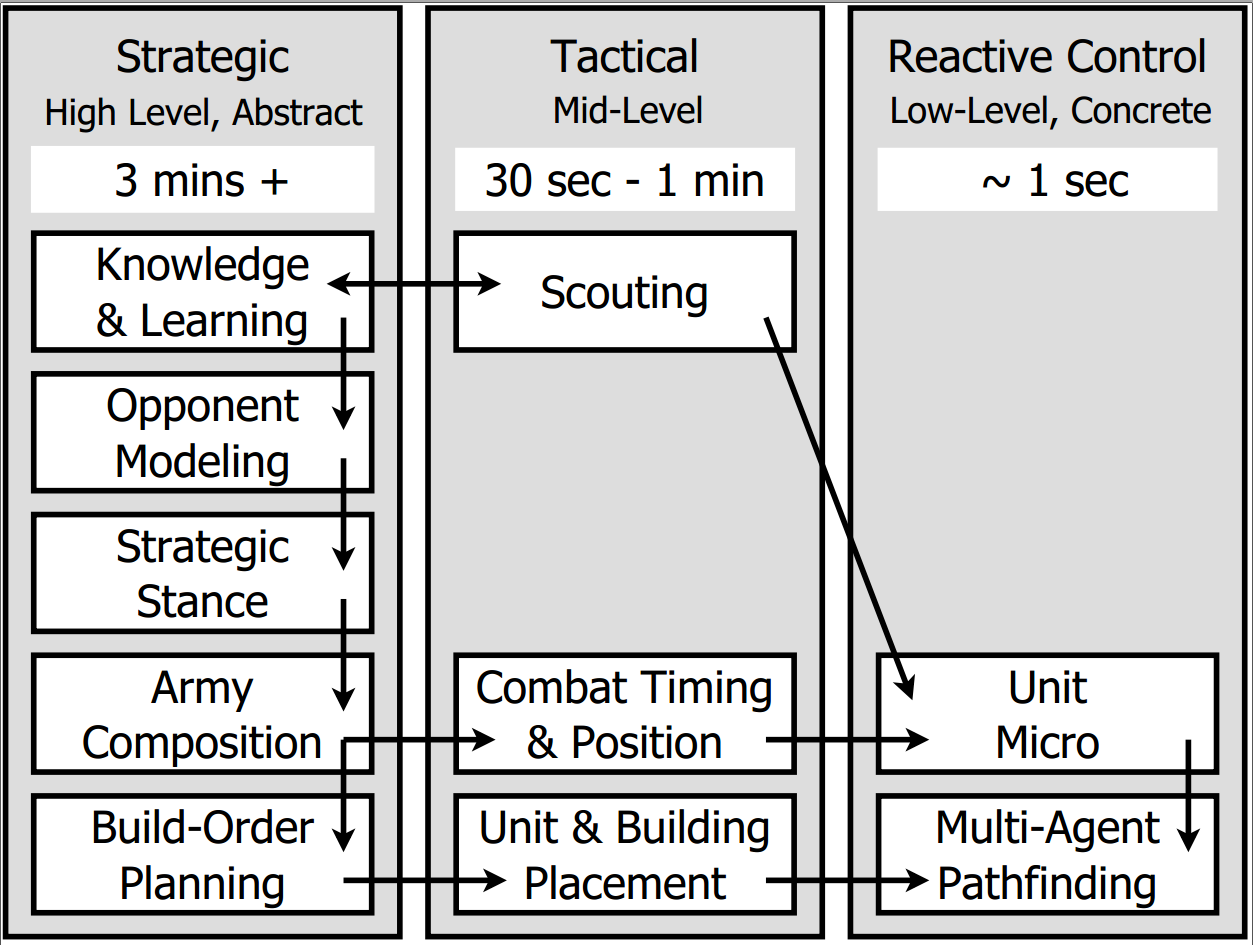 Strategic
High Level, Abstract
3 mins +
Knowledge
& Learning
Opponent
Modeling
Strategic
Stance
Army
Composition
Build-Order
Planning
Tactical
Mid-Level
30 sec - 1 min
Scouting
Combat Timing
& Position
Unit & Building
Placement
Reactive Control
Low-Level, Concrete
~ 1 sec
Unit
Micro
Multi-Agent
Pathfinding